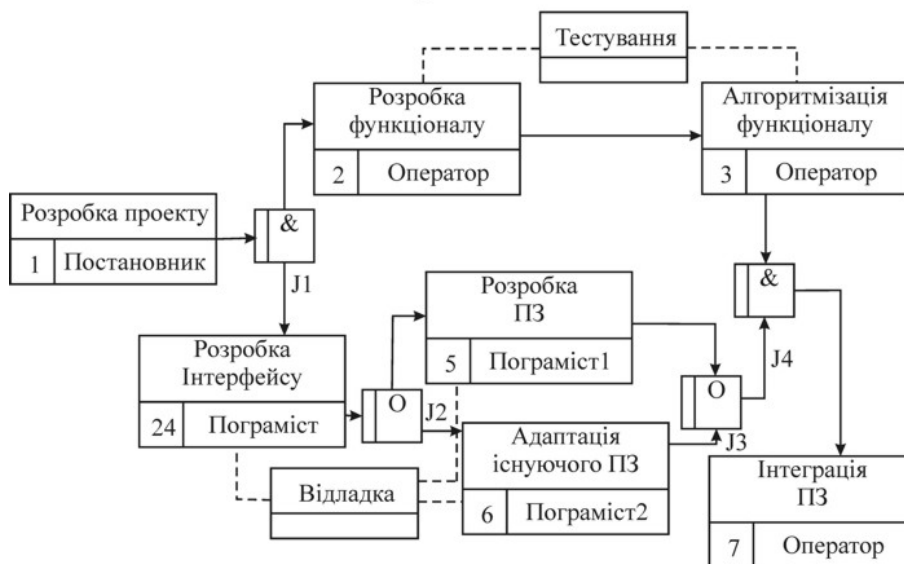 Тестування
Розробка
функціоналу
2 Оператор
Алгоритмізація
функціоналу
3 Оператор
Розробка проекту
1 Постановник
&
J1
&
Розробка
ПЗ
5 Пограміст1
J4
Розробка
Інтерфейсу
24 Пограміст
О
J2
О
J3
Адаптація
існуючого ПЗ
6 Пограміст2
Відладка
Інтеграція
ПЗ
7 Оператор